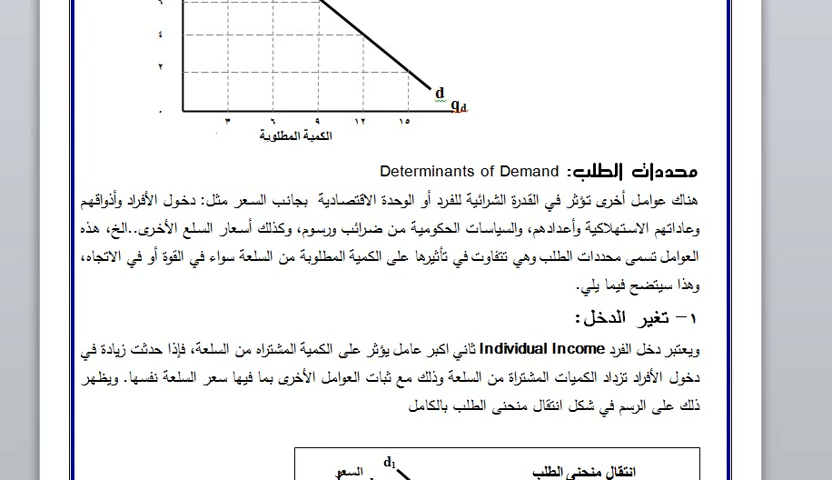 ٦
٤
٢
٠
d
qd
٣ ٦ ٩ ١٢ ١٥
الكمية المطلوبة
محددات الطلب: Determinants of Demand
هناك عوامل أخرى تؤثر في القدرة الشرائية للفرد أو الوحدة الاقتصادية بجانب السعر مثل: دخول الأفراد وأذواقهم
وعاداتهم الاستهلاكية وأعدادهم، والسياسات الحكومية من ضرائب ورسوم، وكذلك أسعار السلع الأخرى..الخ، هذه
العوامل تسمى محددات الطلب وهي تتفاوت في تأثيرها على الكمية المطلوبة من السلعة سواء في القوة أو في الاتجاه،
وهذا سيتضح فيما يلي.
١- تغير الدخل:
ويعتبر دخل الفرد Individual Income ثاني اكبر عامل يؤثر على الكمية المشتراه من السلعة، فإذا حدثت زيادة في
دخول الأفراد تزداد الكميات المشتراة من السلعة وذلك مع ثبات العوامل الأخرى بما فيها سعر السلعة نفسها. ويظهر
ذلك على الرسم في شكل انتقال منحنى الطلب بالكامل
انتقال منحنى الطلب
السعر
d1